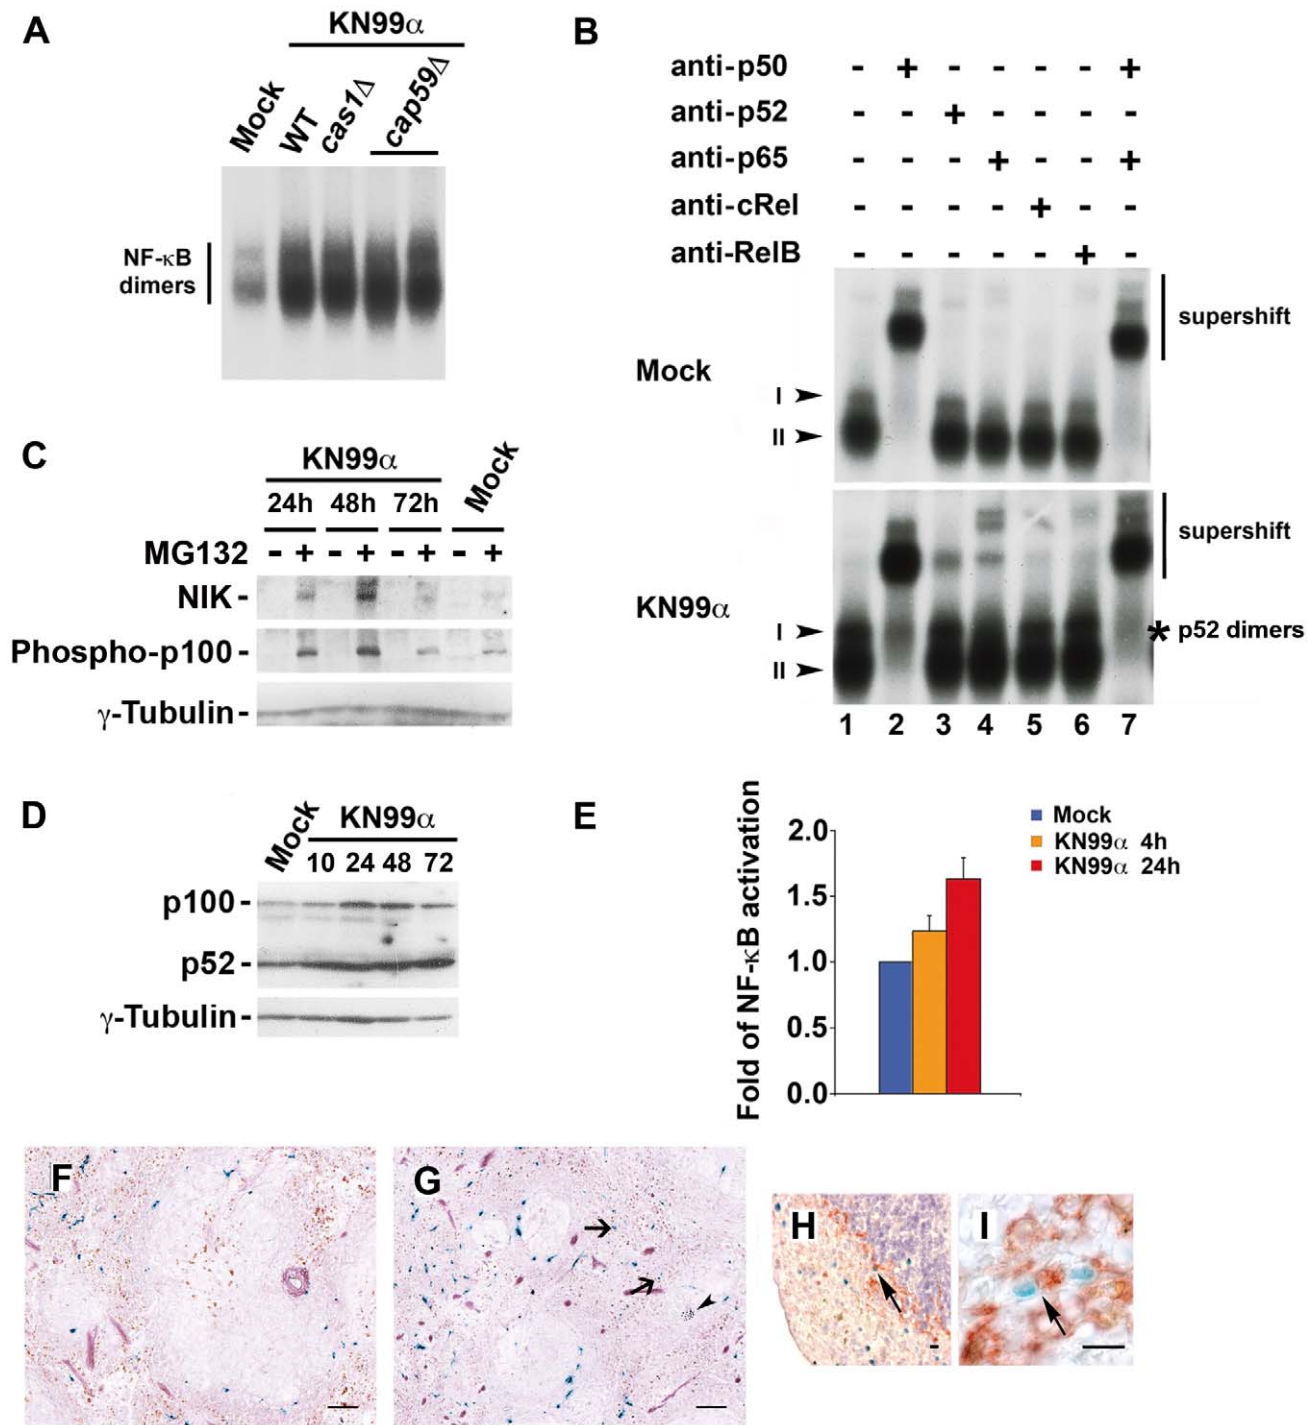 A
KN99α
Mock WT cas1Δ cap59Δ
NF-κB
dimers
B
anti-p50 - + - - - - +
anti-p52 - - + - - - -
anti-p65 - - - + - - +
anti-cRel - - - - + - -
anti-RelB - - - - - + -
supershift
Mock
I
II
supershift
KN99α
I
* p52 dimers
II
1 2 3 4 5 6 7
C
KN99α Mock
24h 48h 72h
MG132 - + - + - + - +
NIK -
Phospho-p100 -
γ-Tubulin -
D
Mock KN99α
10 24 48 72
p100 -
p52 -
γ-Tubulin -
E
Fold of NF-κB activation
2.0
1.5
1.0
0.5
0.0
Mock
KN99α 4h
KN99α 24h
F
G
H
I